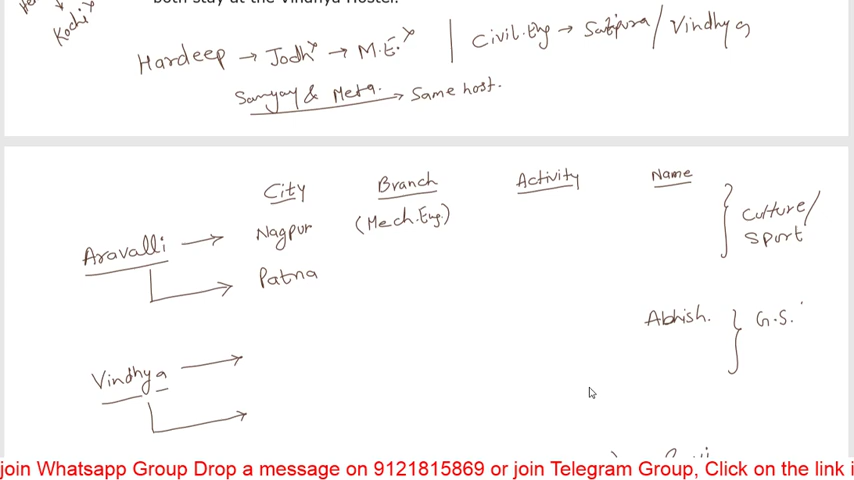 both stay at the Vindhya Hostel.
Kochi ×
Hardeep → Jodh × → M.E. × | Civil. Eng → Satpura / Vindhya
Sanjay & Meta. → Same host.
City Branch Activity Name
Aravalli → Nagpur (Mech. Eng.) } Culture/
Sport
Patna
Abhish. } G.S.
Vindhya →
join Whatsapp Group Drop a message on 9121815869 or join Telegram Group, Click on the link i